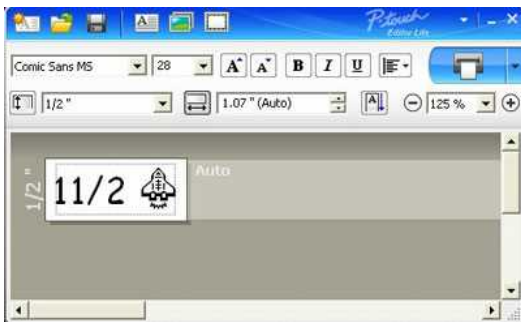 P-touch
Editor Lite
Comic Sans MS 28 A A B I U
1/2 " 1.07 " (Auto) A 125 %
1/2 "
Auto
11/2